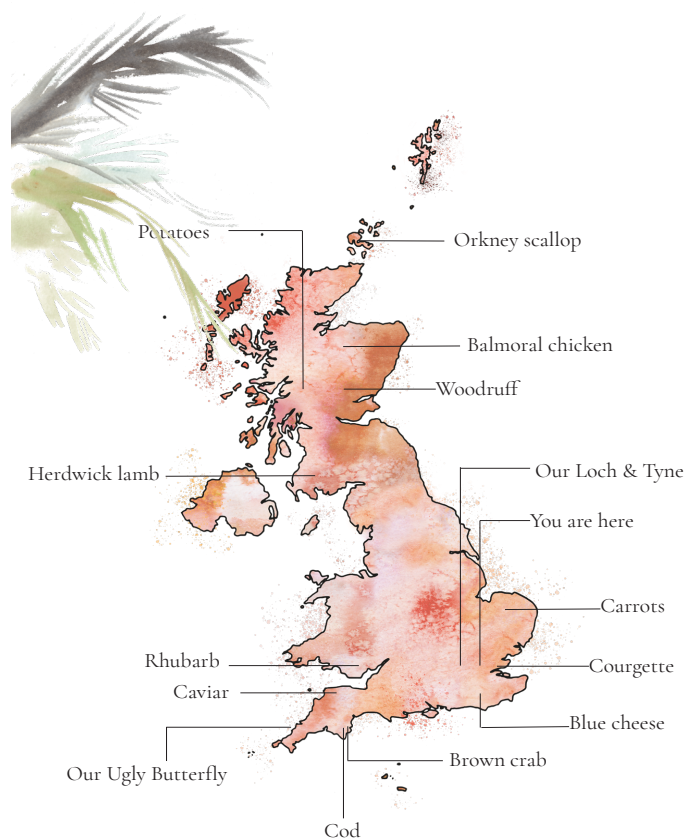 Potatoes
Orkney scallop
Balmoral chicken
Woodruff
Herdwick lamb
Our Loch & Tyne
You are here
Carrots
Rhubarb
Courgette
Caviar
Blue cheese
Brown crab
Our Ugly Butterfly
Cod